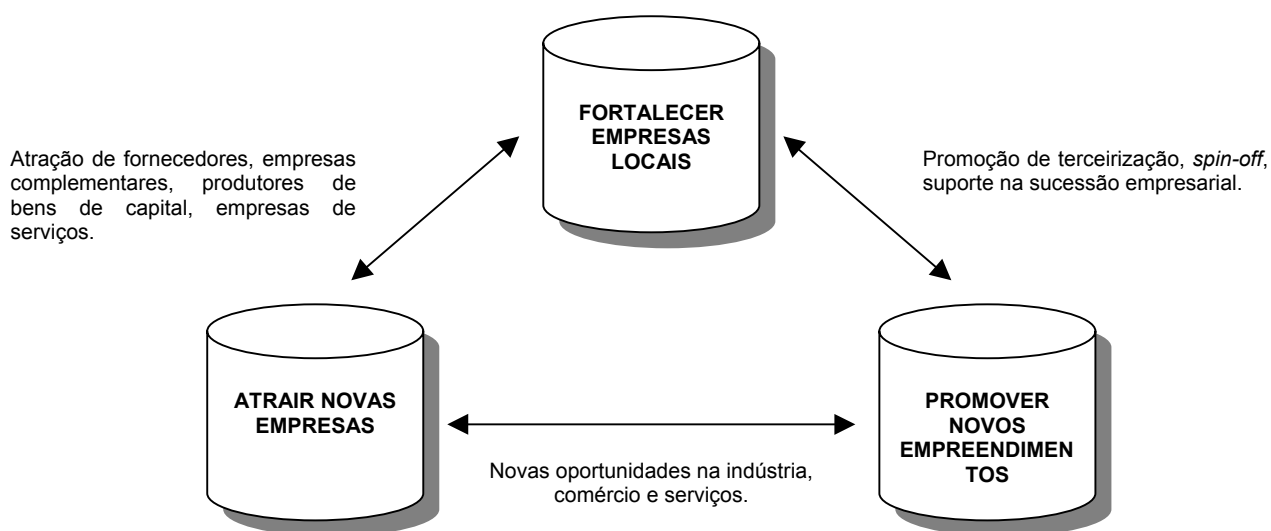 FORTALECER
EMPRESAS
LOCAIS
Atração de fornecedores, empresas
complementares, produtores de
bens de capital, empresas de
serviços.
Promoção de terceirização, spin-off,
suporte na sucessão empresarial.
ATRAIR NOVAS
EMPRESAS
PROMOVER
NOVOS
EMPREENDIMEN
TOS
Novas oportunidades na indústria,
comércio e serviços.